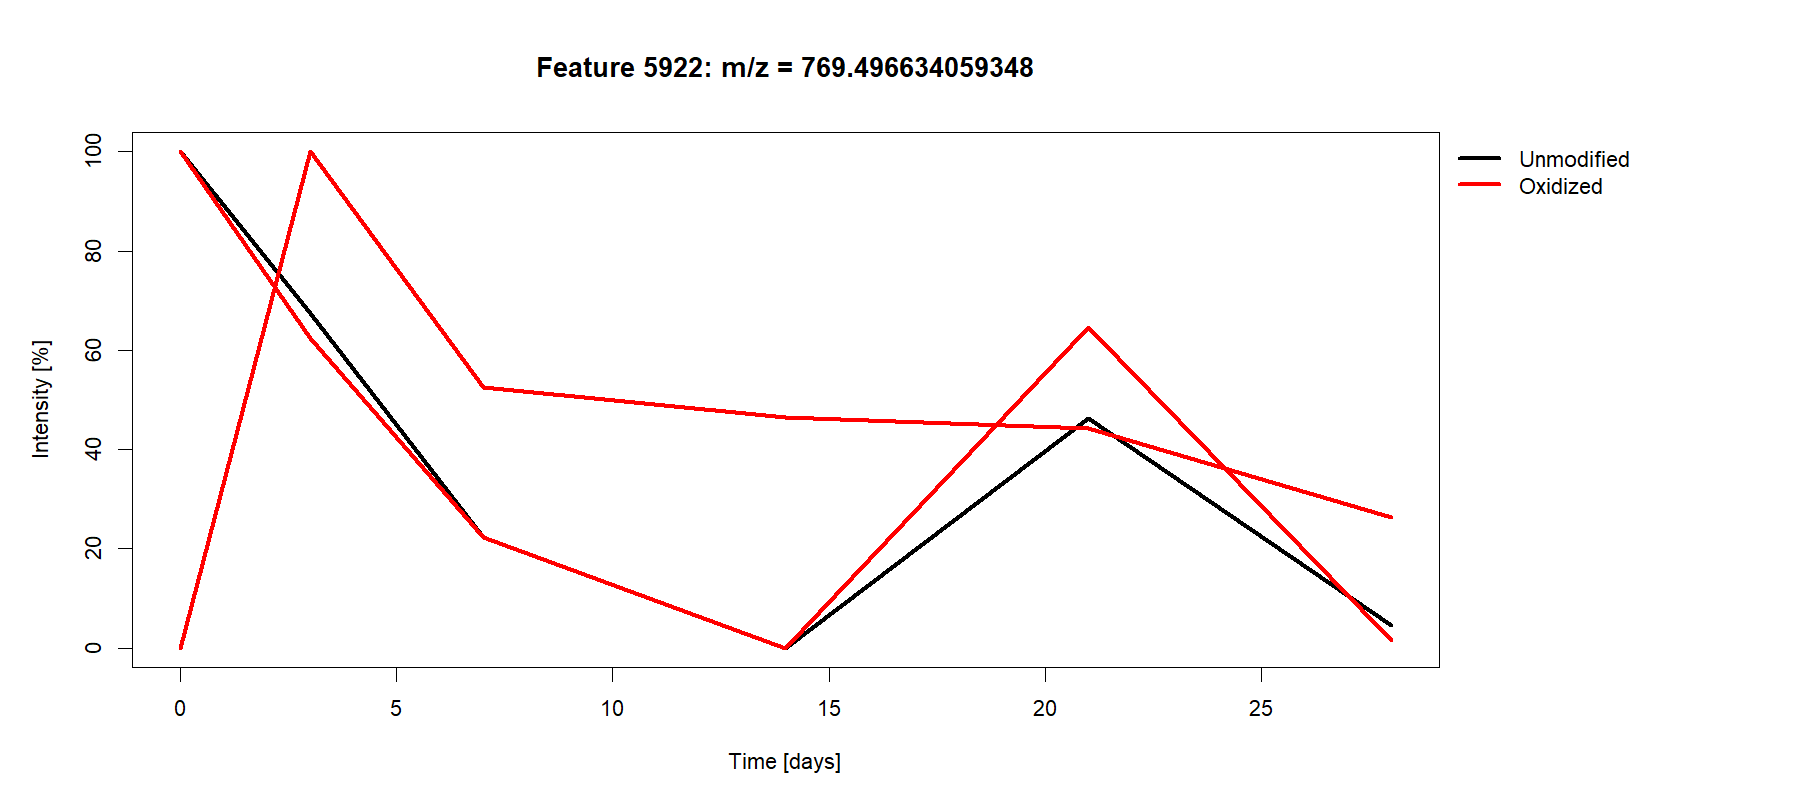 Feature 5922: m/z = 769.496634059348
Unmodified
Oxidized
Intensity [%]
100
80
60
40
20
0
0 5 10 15 20 25
Time [days]